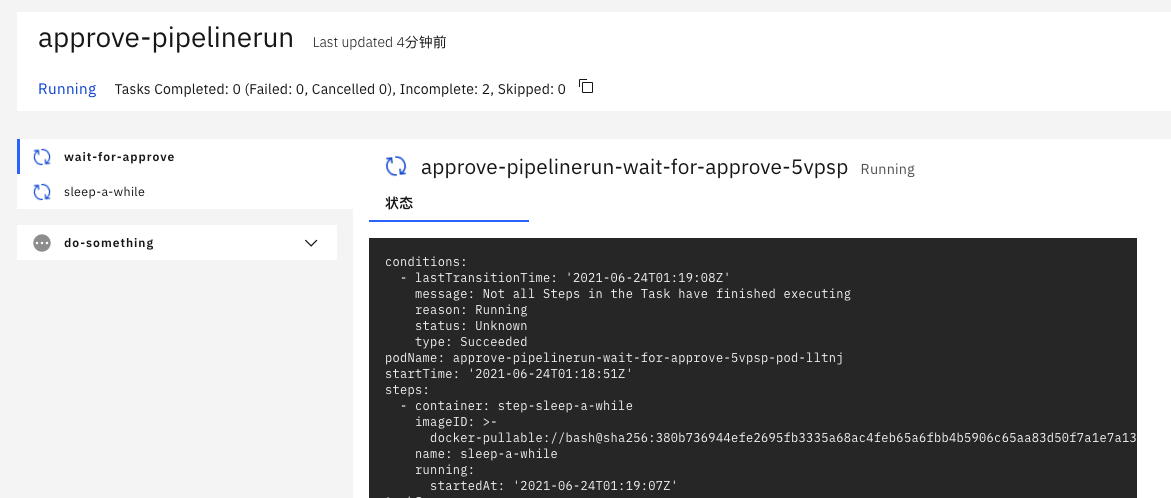 approve-pipelinerun Last updated 4分钟前
Running Tasks Completed: 0 (Failed: 0, Cancelled 0), Incomplete: 2, Skipped: 0
wait-for-approve
sleep-a-while
do-something
approve-pipelinerun-wait-for-approve-5vpsp Running
状态
conditions:
  - lastTransitionTime: '2021-06-24T01:19:08Z'
    message: Not all Steps in the Task have finished executing
    reason: Running
    status: Unknown
    type: Succeeded
podName: approve-pipelinerun-wait-for-approve-5vpsp-pod-lltnj
startTime: '2021-06-24T01:18:51Z'
steps:
  - container: step-sleep-a-while
    imageID: >-
      docker-pullable://bash@sha256:380b736944efe2695fb3335a68ac4feb65a6fbb4b5906c65aa83d50f7a1e7a13
    name: sleep-a-while
    running:
      startedAt: '2021-06-24T01:19:07Z'